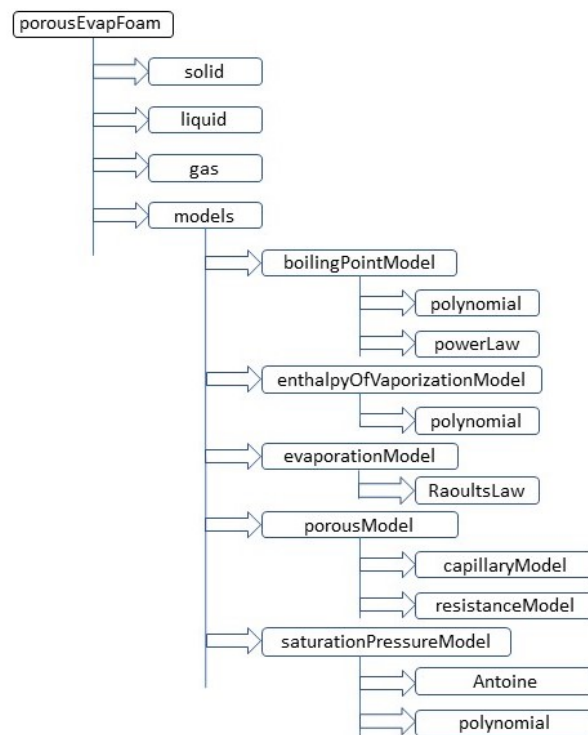 porousEvapFoam
solid
liquid
gas
models
boilingPointModel
polynomial
powerLaw
enthalpyOfVaporizationModel
polynomial
evaporationModel
RaoultsLaw
porousModel
capillaryModel
resistanceModel
saturationPressureModel
Antoine
polynomial